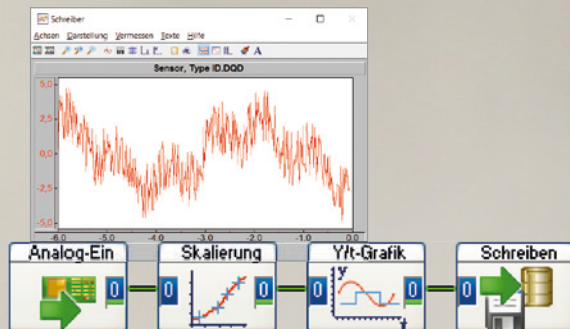 Schreiber
Achsen Darstellung Vermessen Texte Hilfe
A
Sensor, Type ID.DQD
5,0
2,5
0,0
-2,5
-5,0
-6.0 -5.0 -4.0 -3.0 -2.0 -1.0 0.0
Analog-Ein Skalierung Y/t-Grafik Schreiben
0 0 0 0 0 0
y
t